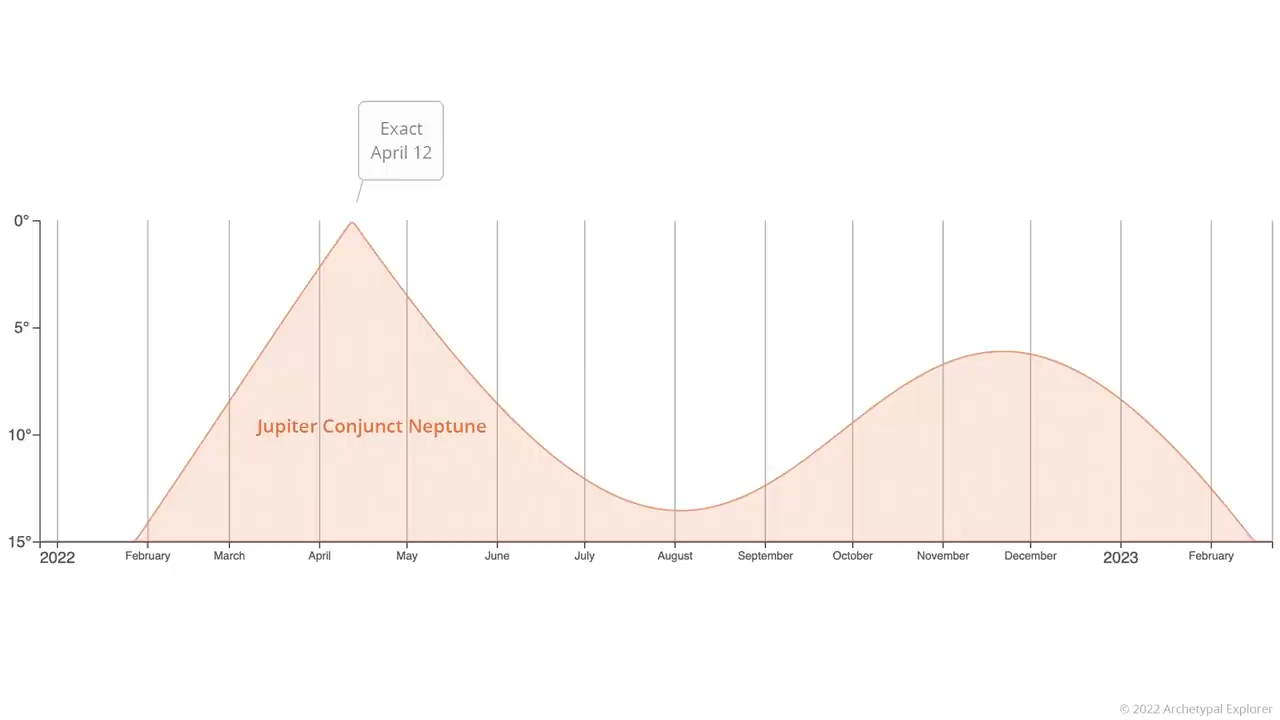 Exact
April 12
0°
5°
Jupiter Conjunct Neptune
10°
15°
2022 February March April May June July August September October November December 2023 February
© 2022 Archetypal Explorer